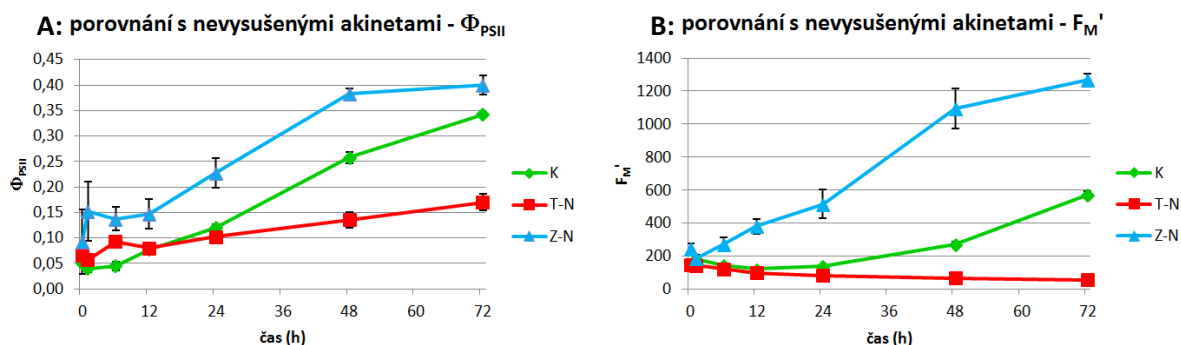 A: porovnání s nevysušenými akinetami - ΦPSII
0,45
0,40
0,35
0,30
0,25
0,20
0,15
0,10
0,05
0,00
ΦPSII
0 12 24 36 48 60 72
čas (h)
K
T-N
Z-N
B: porovnání s nevysušenými akinetami - FM'
1400
1200
1000
800
600
400
200
0
FM'
0 12 24 36 48 60 72
čas (h)
K
T-N
Z-N